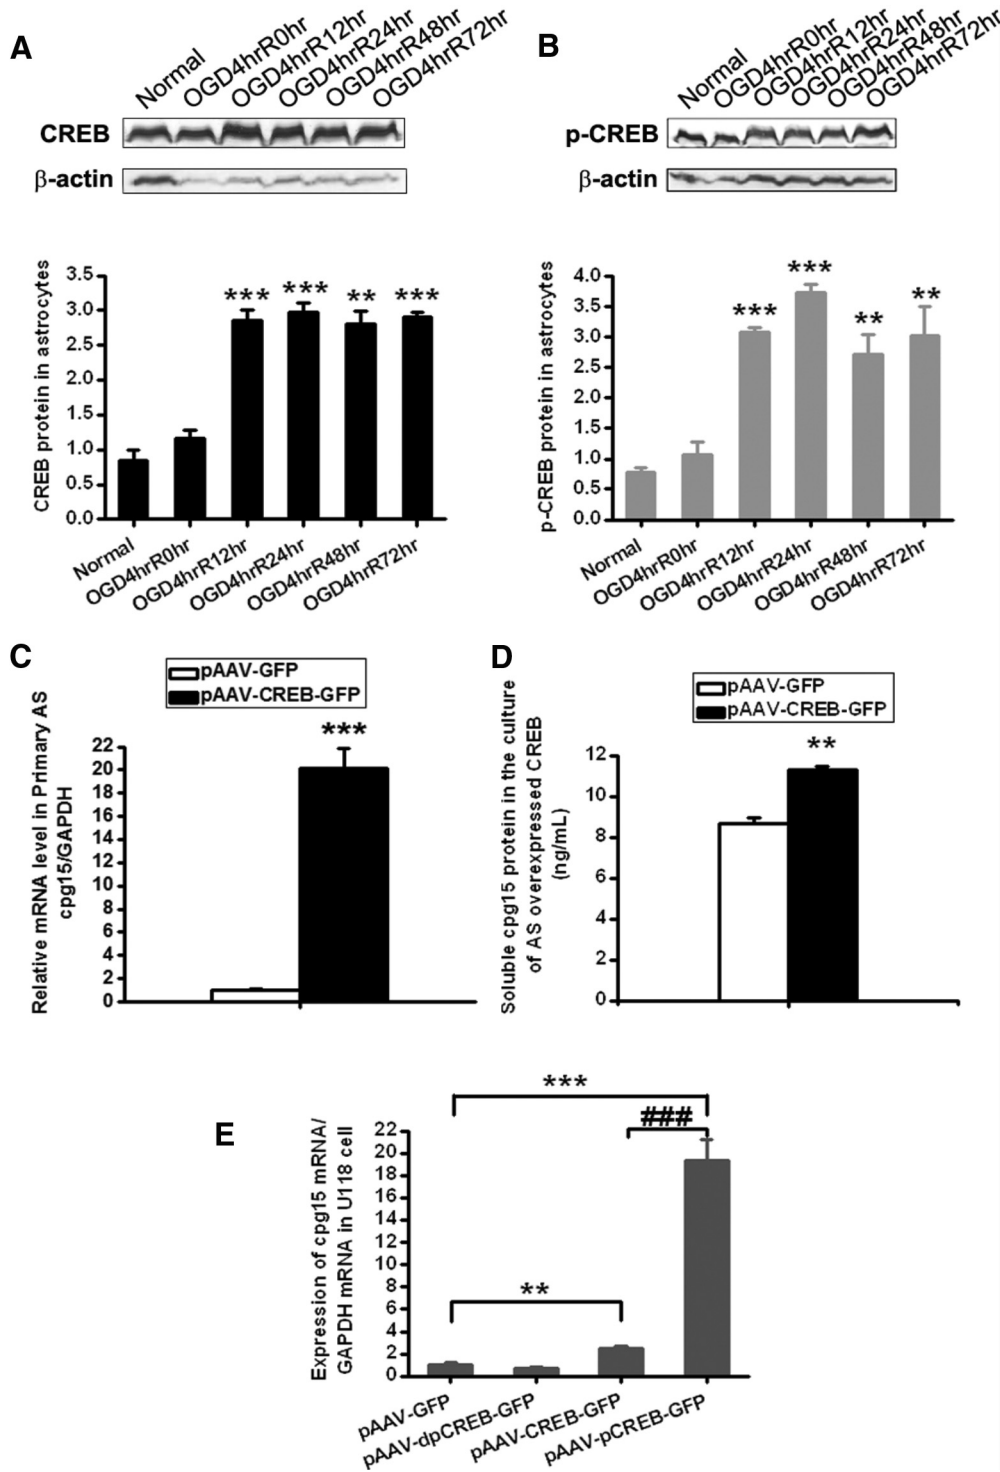 A
Normal
OGD4hrR0hr
OGD4hrR12hr
OGD4hrR24hr
OGD4hrR48hr
OGD4hrR72hr
CREB
β-actin
CREB protein in astrocytes
3.5
3.0
2.5
2.0
1.5
1.0
0.5
0.0
***
***
**
***
Normal
OGD4hrR0hr
OGD4hrR12hr
OGD4hrR24hr
OGD4hrR48hr
OGD4hrR72hr
B
Normal
OGD4hrR0hr
OGD4hrR12hr
OGD4hrR24hr
OGD4hrR48hr
OGD4hrR72hr
p-CREB
β-actin
p-CREB protein in astrocytes
4.0
3.5
3.0
2.5
2.0
1.5
1.0
0.5
0.0
***
***
**
**
Normal
OGD4hrR0hr
OGD4hrR12hr
OGD4hrR24hr
OGD4hrR48hr
OGD4hrR72hr
C
pAAV-GFP
pAAV-CREB-GFP
Relative mRNA level in Primary AS
cpg15/GAPDH
22
20
18
16
14
12
10
8
6
4
2
0
***
D
pAAV-GFP
pAAV-CREB-GFP
Soluble cpg15 protein in the culture
of AS overexpressed CREB
(ng/mL)
12
10
8
6
4
2
0
**
E
Expression of cpg15 mRNA/
GAPDH mRNA in U118 cell
22
20
18
16
14
12
10
8
6
4
2
0
***
###
**
pAAV-GFP
pAAV-dpCREB-GFP
pAAV-CREB-GFP
pAAV-pCREB-GFP